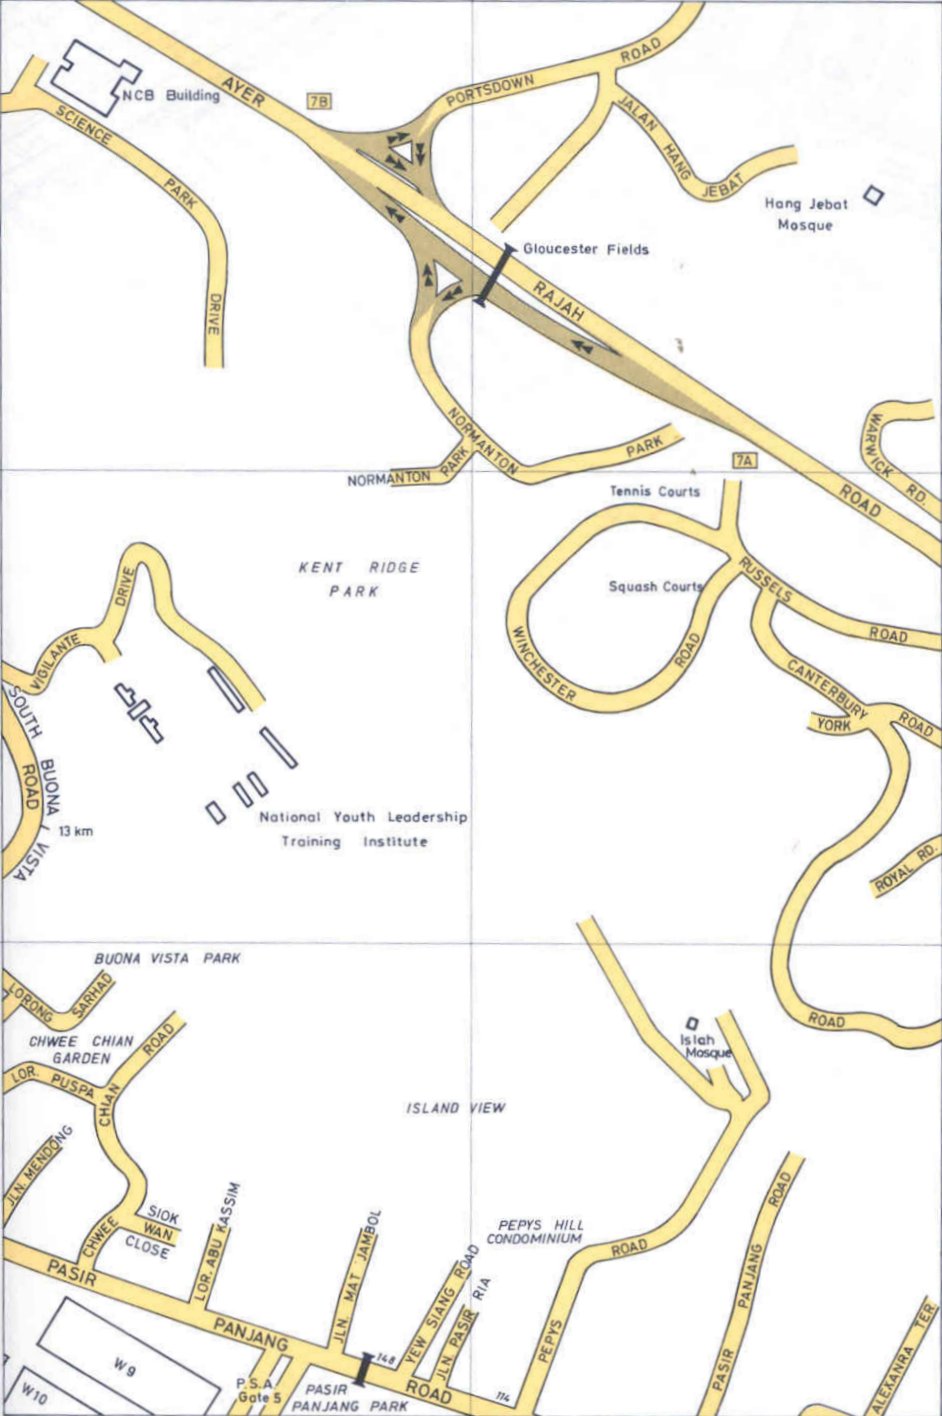 AYER
7B
NCB Building
SCIENCE
PARK
DRIVE
PORTSDOWN
ROAD
JALAN
HANG
JEBAT
Hang Jebat
Mosque
Gloucester Fields
RAJAH
ROAD
WARWICK
RD.
NORMANTON
PARK
NORMANTON PARK
7A
Tennis Courts
Squash Courts
KENT RIDGE
PARK
RUSSELS
ROAD
WINCHESTER
ROAD
CANTERBURY
ROAD
YORK
ROYAL RD.
VIGILANTE
DRIVE
SOUTH BUONA VISTA
ROAD
13 km
National Youth Leadership
Training Institute
BUONA VISTA PARK
LORONG
SARHAD
CHWEE CHIAN
GARDEN
ROAD
LOR. PUSPA
CHIAN
CHWEE
JLN. MENDONG
SIOK
WAN
CLOSE
LOR. ABU KASSIM
JLN. MAT JAMBOL
ISLAND VIEW
Islah
Mosque
ROAD
PEPYS HILL
CONDOMINIUM
ROAD
PEPYS
YEW SIANG ROAD
JLN. PASIR RIA
PASIR
PANJANG
ROAD
148
114
PASIR PANJANG ROAD
ALEXANRA TER.
W9
W10
P.S.A.
Gate 5
PASIR
PANJANG PARK